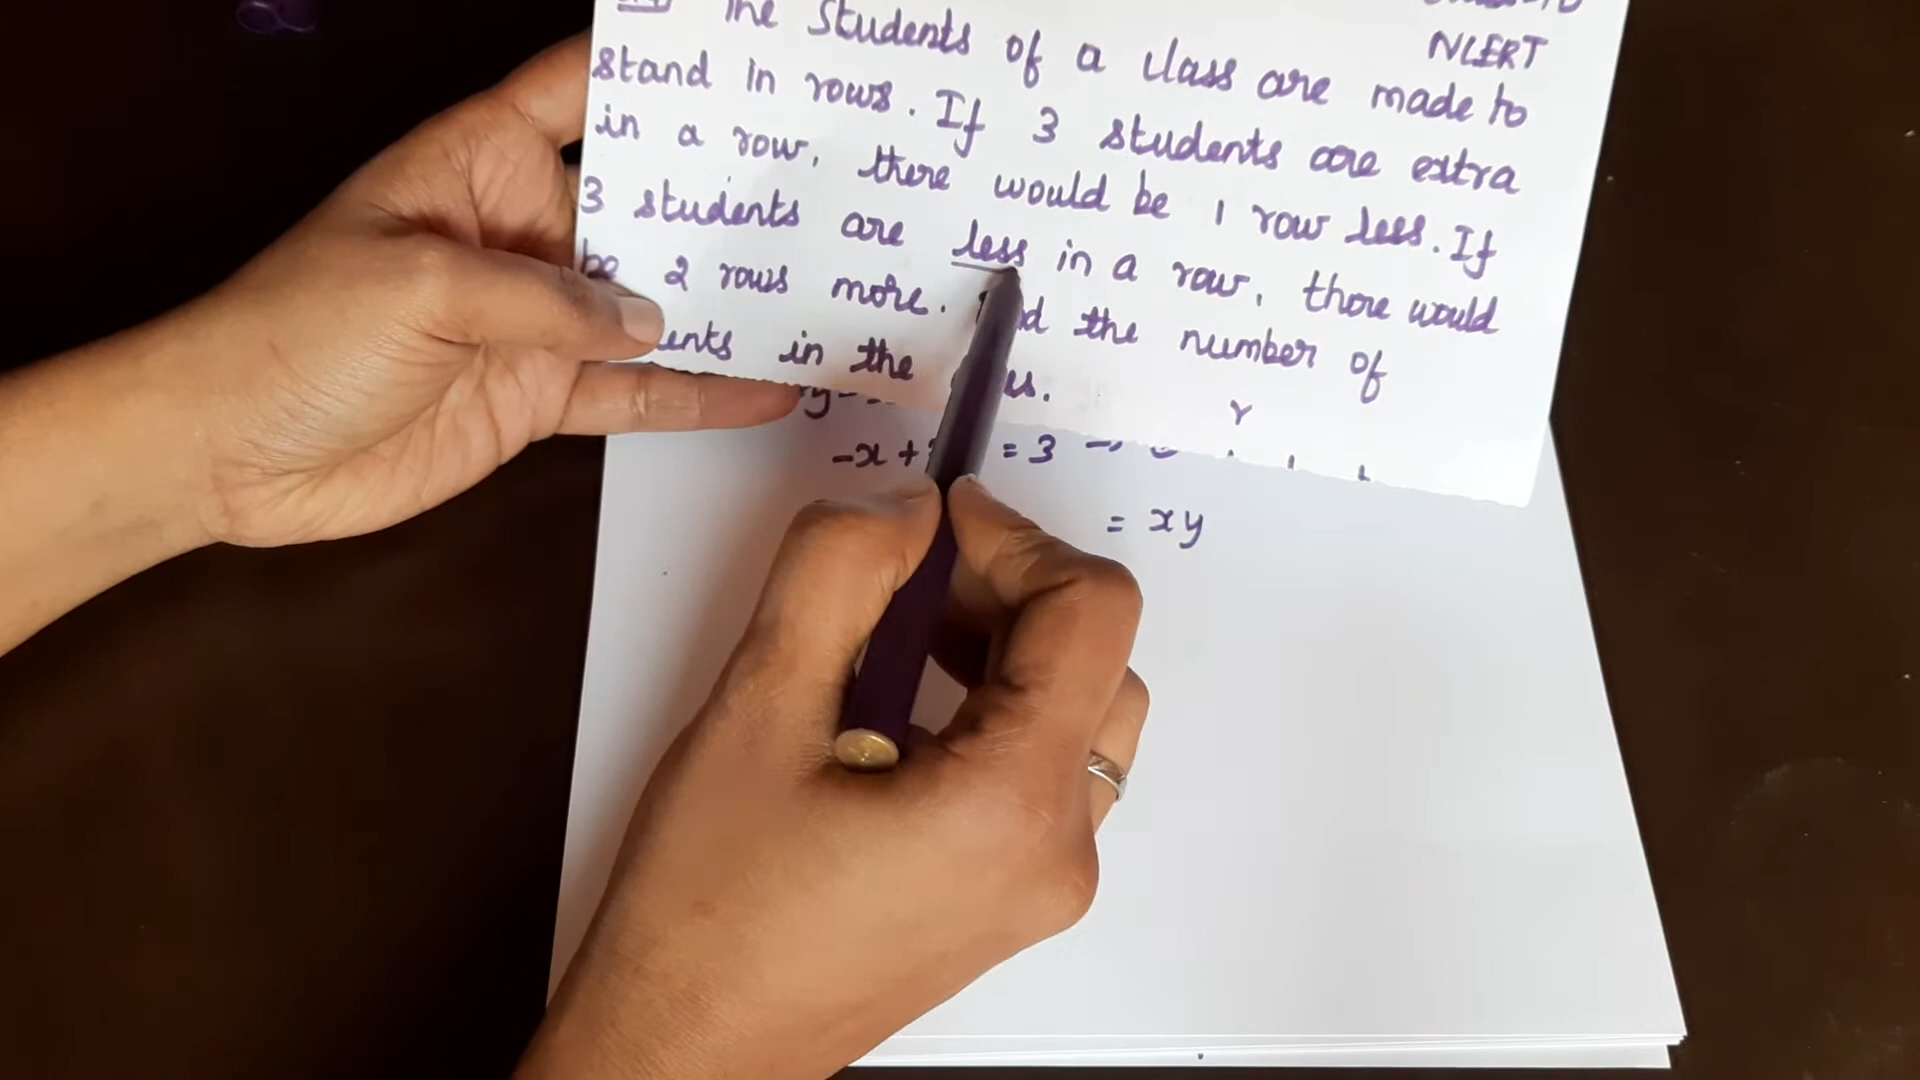 NCERT
The Students of a class are made to
stand in rows. If 3 students are extra
in a row, there would be 1 row less. If
3 students are less in a row, there would
be 2 rows more. the number of
in the
-x + = 3
= xy